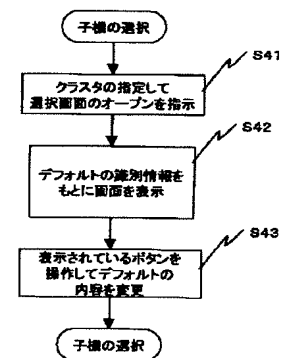 子機の選択
S41
クラスタの指定して
選択画面のオープンを指示
S42
デフォルトの識別情報を
もとに画面を表示
S43
表示されているボタンを
操作してデフォルトの
内容を変更
子機の選択